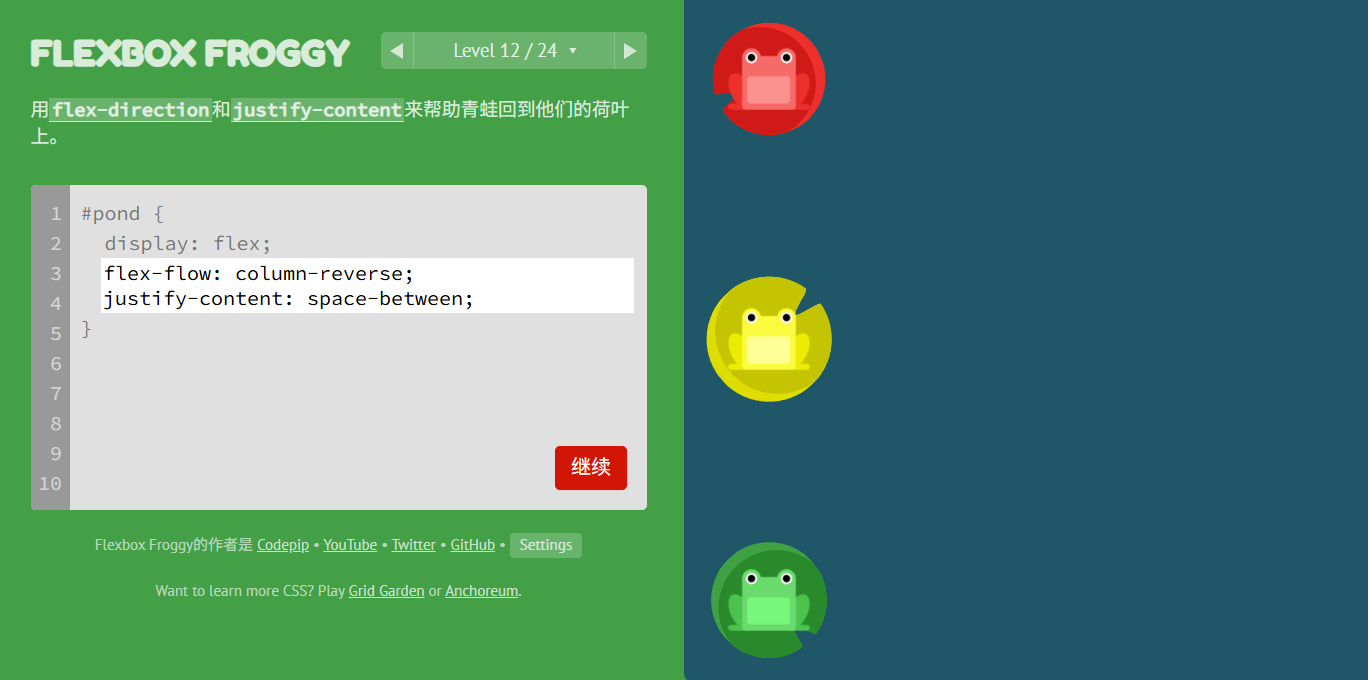 FLEXBOX FROGGY
◀ Level 12 / 24 ▼ ▶
用flex-direction和justify-content来帮助青蛙回到他们的荷叶
上。
1 #pond {
2 display: flex;
3 flex-flow: column-reverse;
4 justify-content: space-between;
5 }
6
7
8
9
10
继续
Flexbox Froggy的作者是 Codepip • YouTube • Twitter • GitHub • Settings
Want to learn more CSS? Play Grid Garden or Anchoreum.